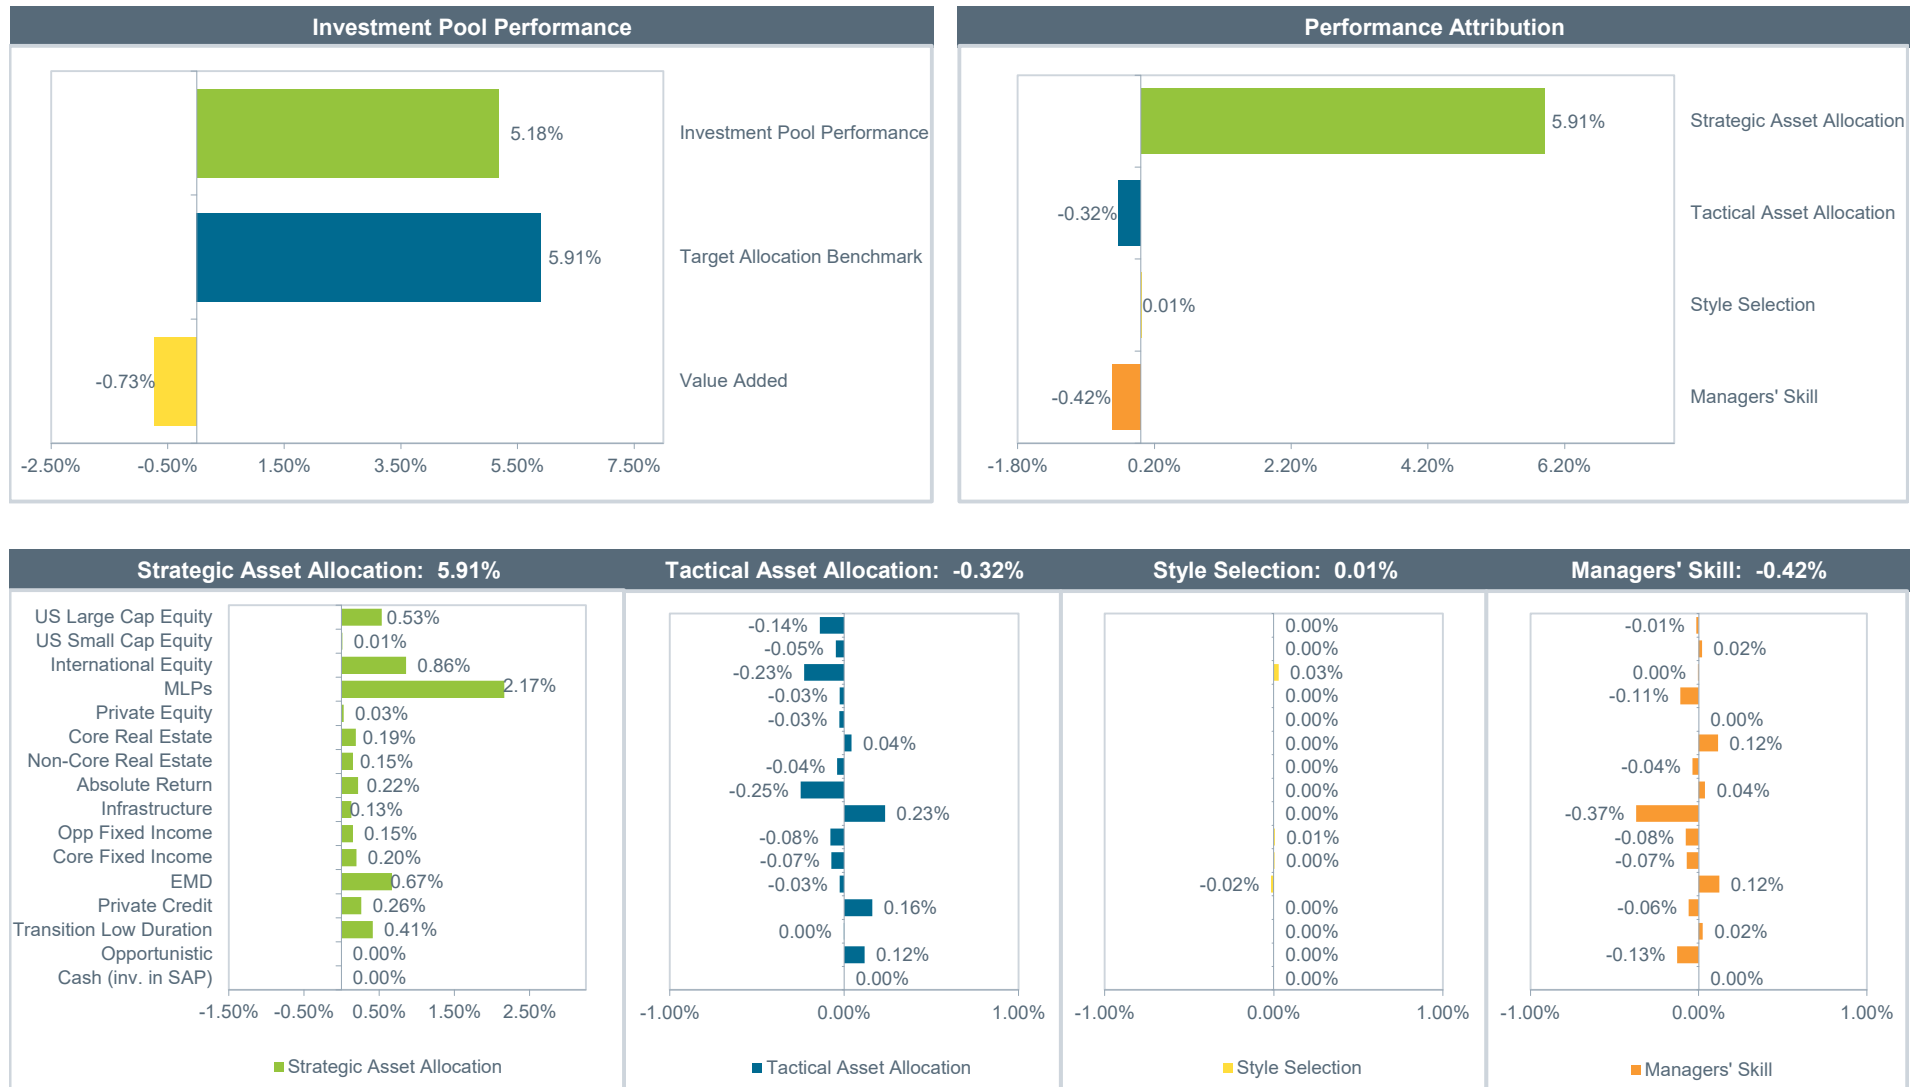 Investment Pool Performance
5.18%
Investment Pool Performance
5.91%
Target Allocation Benchmark
-0.73%
Value Added
-2.50% -0.50% 1.50% 3.50% 5.50% 7.50%
Performance Attribution
5.91%
Strategic Asset Allocation
-0.32%
Tactical Asset Allocation
0.01%
Style Selection
-0.42%
Managers' Skill
-1.80% 0.20% 2.20% 4.20% 6.20%
Strategic Asset Allocation: 5.91%
US Large Cap Equity 0.53%
US Small Cap Equity 0.01%
International Equity 0.86%
MLPs 2.17%
Private Equity 0.03%
Core Real Estate 0.19%
Non-Core Real Estate 0.15%
Absolute Return 0.22%
Infrastructure 0.13%
Opp Fixed Income 0.15%
Core Fixed Income 0.20%
EMD 0.67%
Private Credit 0.26%
Transition Low Duration 0.41%
Opportunistic 0.00%
Cash (inv. in SAP) 0.00%
-1.50% -0.50% 0.50% 1.50% 2.50%
Strategic Asset Allocation
Tactical Asset Allocation: -0.32%
-0.14%
-0.05%
-0.23%
-0.03%
-0.03%
0.04%
-0.04%
-0.25%
0.23%
-0.08%
-0.07%
-0.03%
0.16%
0.00%
0.12%
0.00%
-1.00% 0.00% 1.00%
Tactical Asset Allocation
Style Selection: 0.01%
0.00%
0.00%
0.03%
0.00%
0.00%
0.00%
0.00%
0.00%
0.00%
0.01%
0.00%
-0.02%
0.00%
0.00%
0.00%
0.00%
-1.00% 0.00% 1.00%
Style Selection
Managers' Skill: -0.42%
-0.01%
0.02%
0.00%
-0.11%
0.00%
0.12%
-0.04%
0.04%
-0.37%
-0.08%
-0.07%
0.12%
-0.06%
0.02%
-0.13%
0.00%
-1.00% 0.00% 1.00%
Managers' Skill